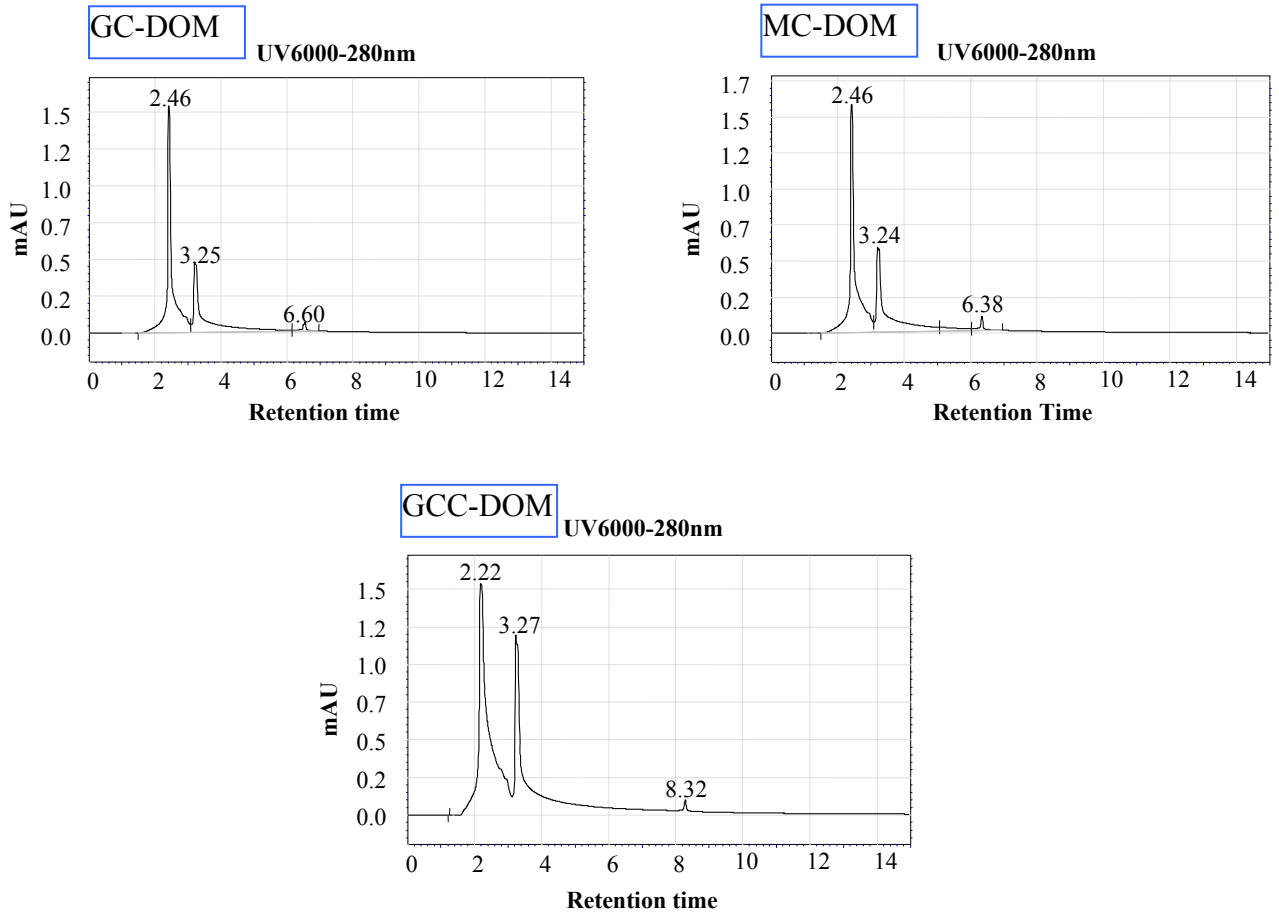 GC-DOM
UV6000-280nm
mAU
1.5
1.2
1.0
0.7
0.5
0.2
0.0
2.46
3.25
6.60
0 2 4 6 8 10 12 14
Retention time
MC-DOM
UV6000-280nm
mAU
1.7
1.5
1.2
1.0
0.7
0.5
0.2
0.0
2.46
3.24
6.38
0 2 4 6 8 10 12 14
Retention Time
GCC-DOM
UV6000-280nm
mAU
1.5
1.2
1.0
0.7
0.5
0.2
0.0
2.22
3.27
8.32
0 2 4 6 8 10 12 14
Retention time